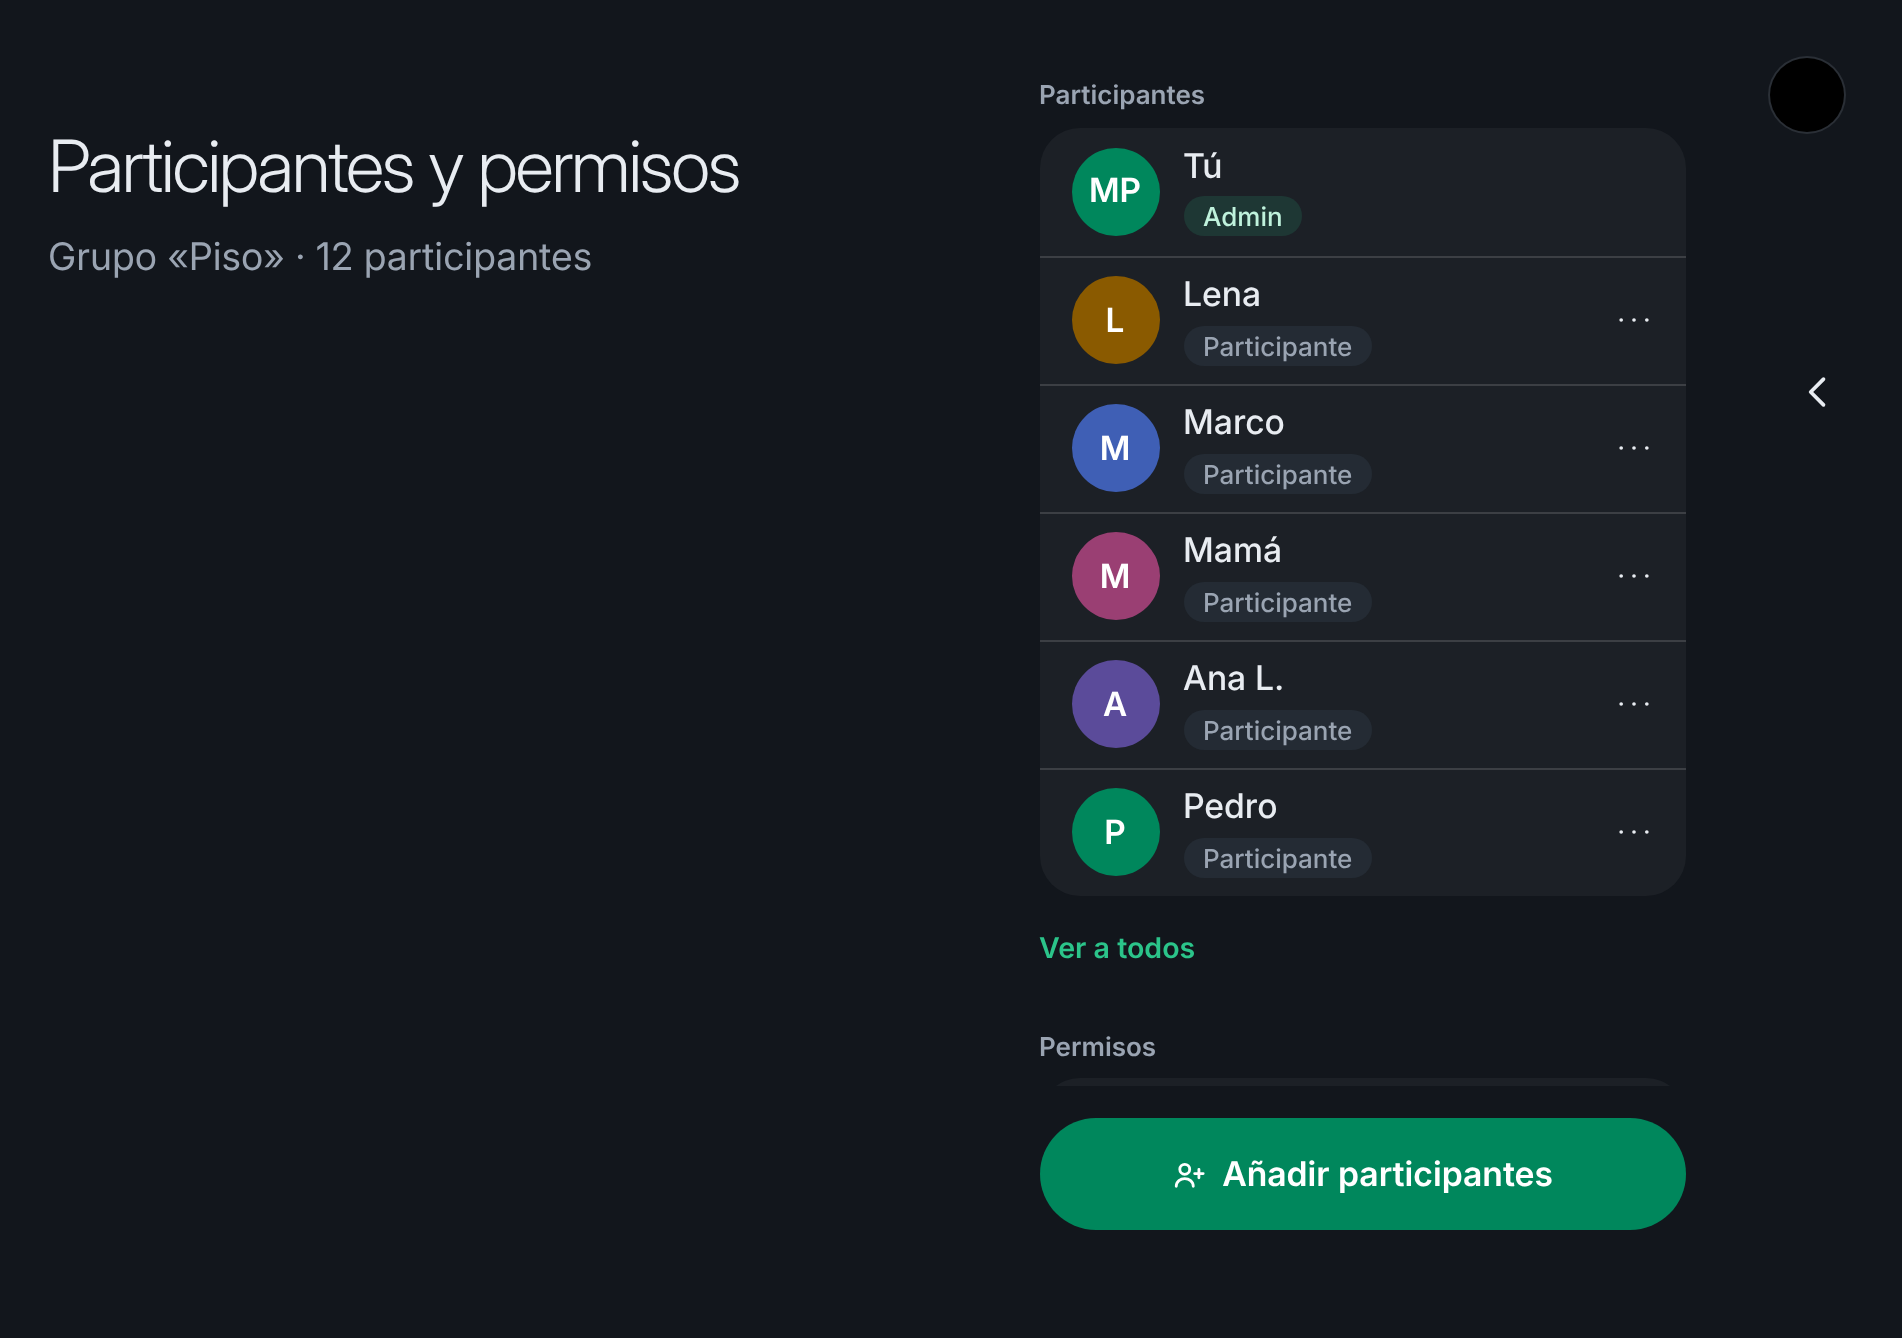 Participantes y permisos
Grupo «Piso» · 12 participantes
Participantes
MP
Tú
Admin
L
Lena
Participante
M
Marco
Participante
M
Mamá
Participante
A
Ana L.
Participante
P
Pedro
Participante
Ver a todos
Permisos
Añadir participantes